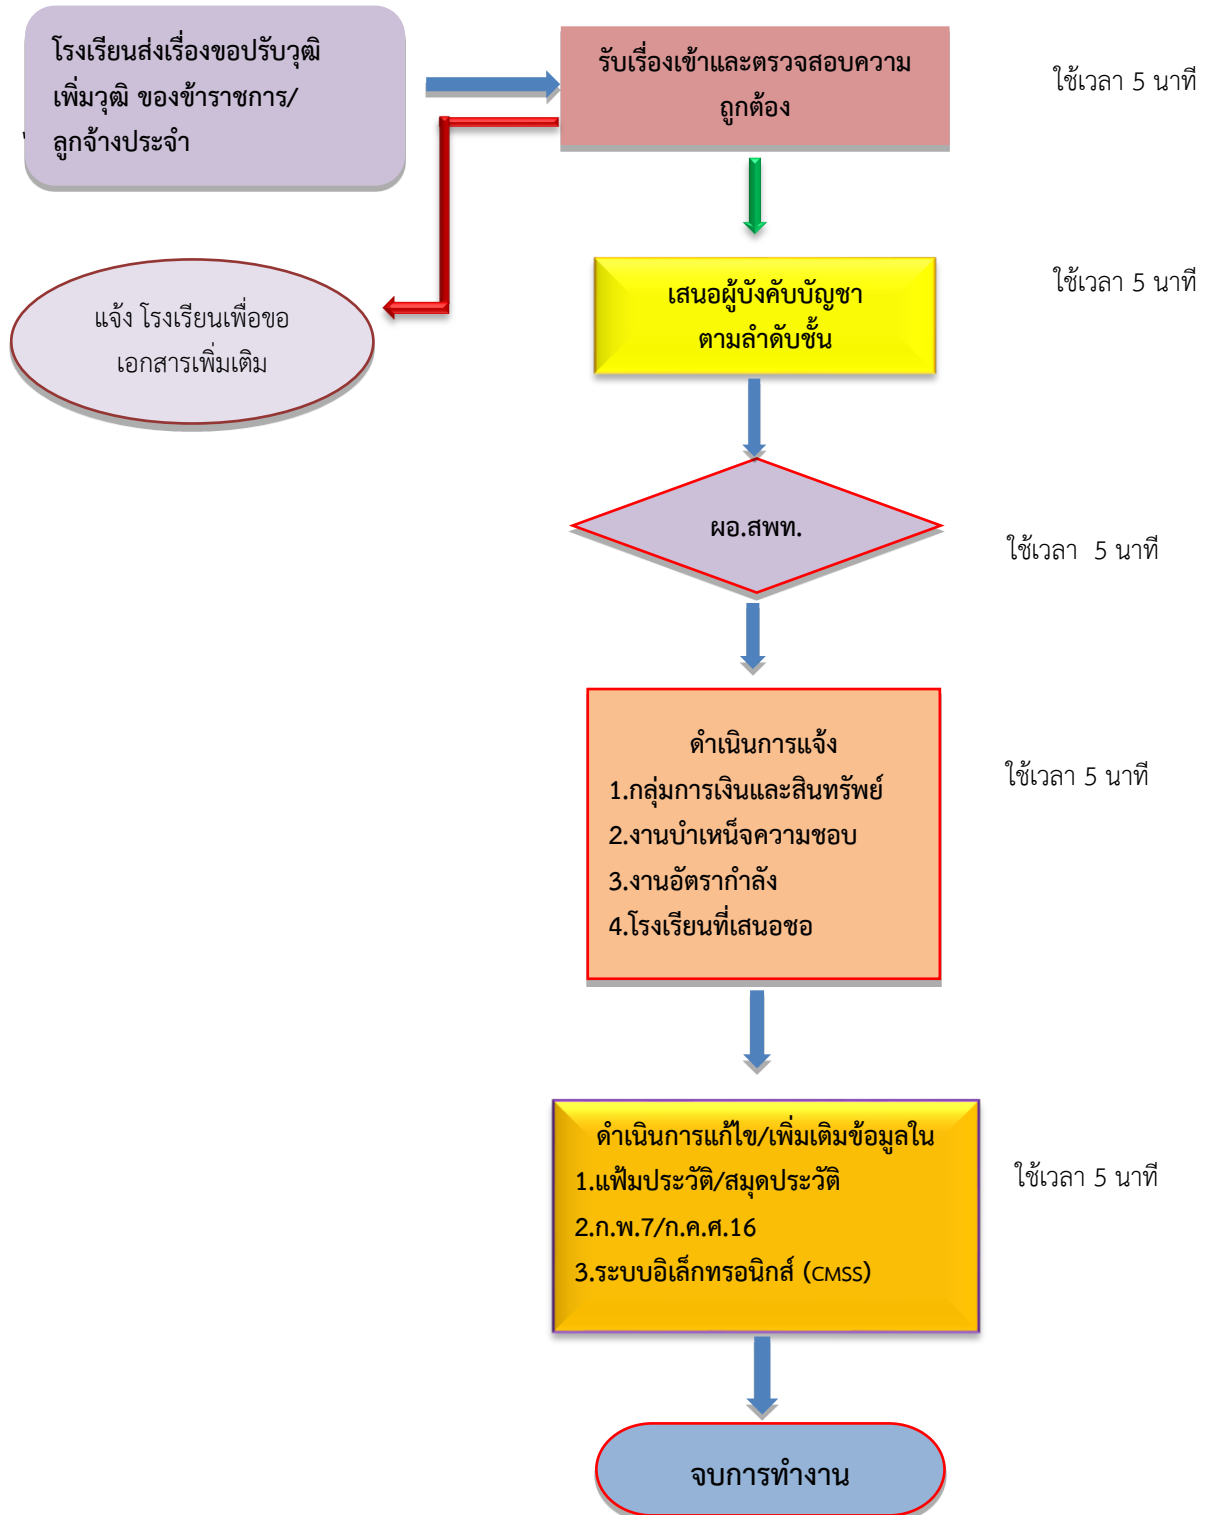 โรงเรียนส่งเรื่องขอปรับวุฒิ
เพิ่มวุฒิ ของข้าราชการ/
ลูกจ้างประจำ
รับเรื่องเข้าและตรวจสอบความ
ถูกต้อง
ใช้เวลา 5 นาที
แจ้ง โรงเรียนเพื่อขอ
เอกสารเพิ่มเติม
เสนอผู้บังคับบัญชา
ตามลำดับชั้น
ใช้เวลา 5 นาที
ผอ.สพท.
ใช้เวลา  5 นาที
ดำเนินการแจ้ง
1.กลุ่มการเงินและสินทรัพย์
2.งานบำเหน็จความชอบ
3.งานอัตรากำลัง
4.โรงเรียนที่เสนอชอ
ใช้เวลา 5 นาที
ดำเนินการแก้ไข/เพิ่มเติมข้อมูลใน
1.แฟ้มประวัติ/สมุดประวัติ
2.ก.พ.7/ก.ค.ศ.16
3.ระบบอิเล็กทรอนิกส์ (CMSS)
ใช้เวลา 5 นาที
จบการทำงาน